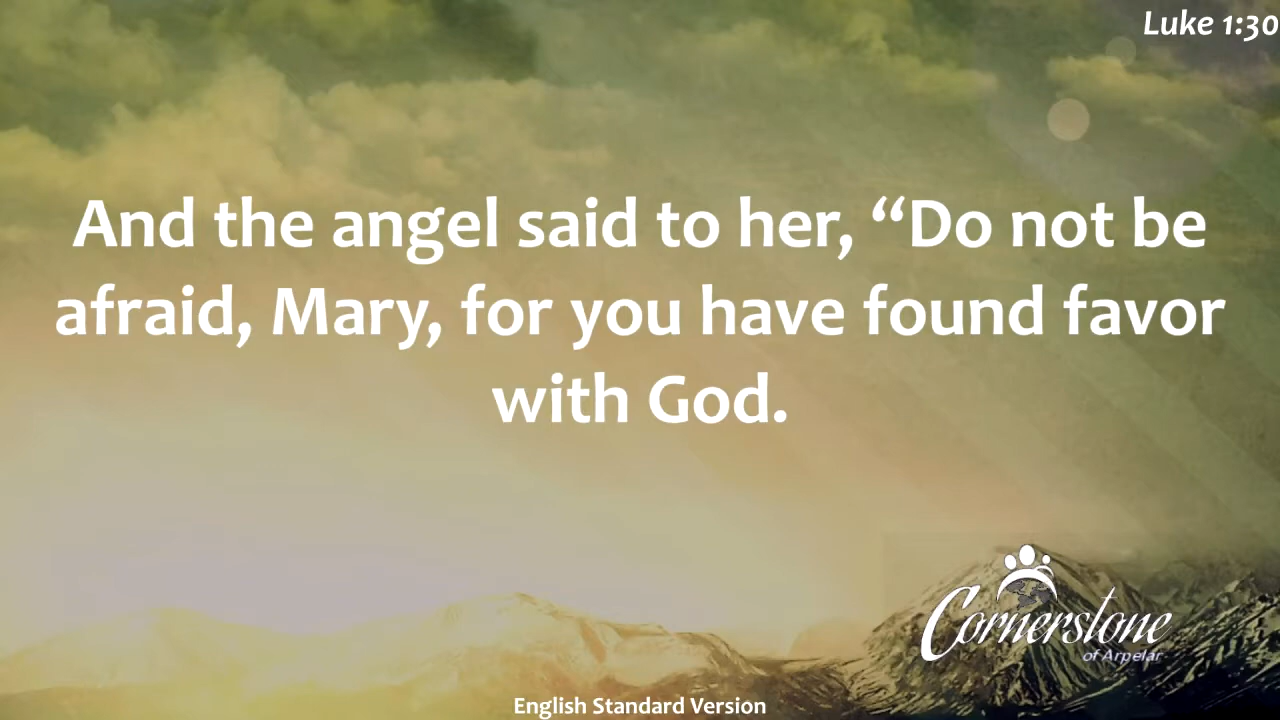 Luke 1:30
And the angel said to her, “Do not be
afraid, Mary, for you have found favor
with God.
Cornerstone
of Arpelar
English Standard Version